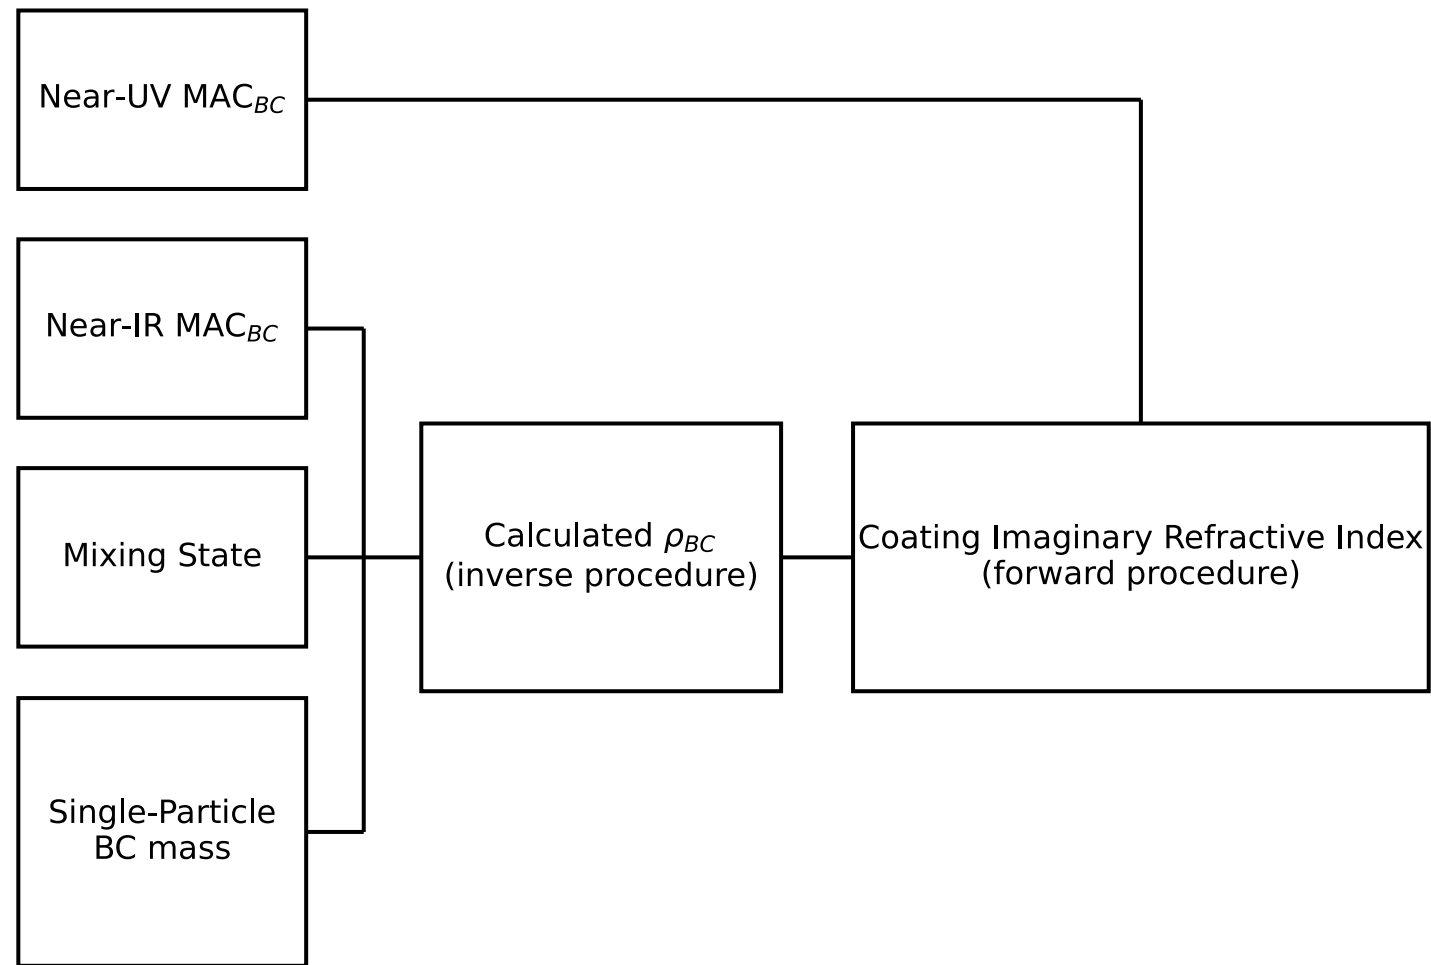 Near-UV MAC_BC
Near-IR MAC_BC
Mixing State
Single-Particle
BC mass
Calculated ρ_BC
(inverse procedure)
Coating Imaginary Refractive Index
(forward procedure)